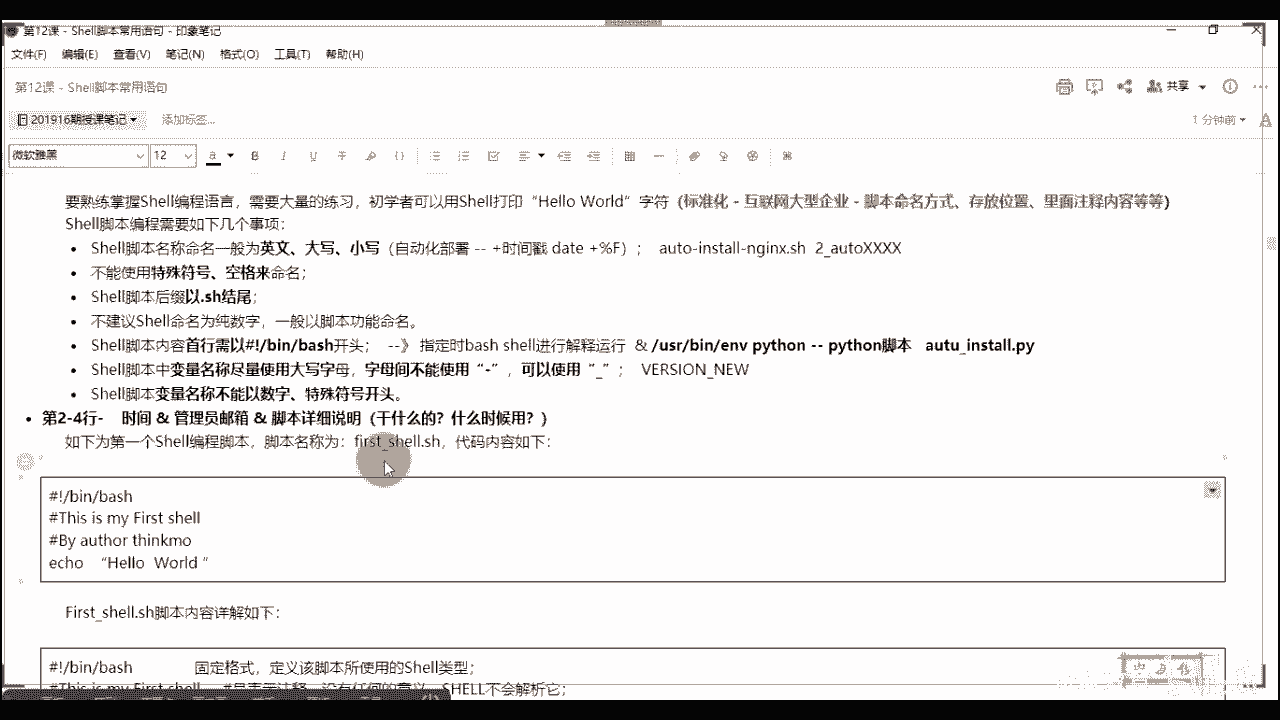 第12课 - Shell脚本常用语句 - 印象笔记
文件(F) 编辑(E) 查看(V) 笔记(N) 格式(O) 工具(T) 帮助(H)
第12课 - Shell脚本常用语句
共享
201916期授课笔记
添加标签...
1 分钟前
微软雅黑 12
要熟练掌握Shell编程语言，需要大量的练习，初学者可以用Shell打印“Hello World”字符（标准化 - 互联网大型企业 - 脚本命名方式、存放位置、里面注释内容等等)
Shell脚本编程需要如下几个事项：
• Shell脚本名称命名一般为英文、大写、小写（自动化部署 -- +时间戳 date +%F）； auto-install-nginx.sh 2_autoXXXX
• 不能使用特殊符号、空格来命名；
• Shell脚本后缀以.sh结尾；
• 不建议Shell命名为纯数字，一般以脚本功能命名。
• Shell脚本内容首行需以#!/bin/bash开头； --》 指定时bash shell进行解释运行 & /usr/bin/env python -- python脚本 autu_install.py
• Shell脚本中变量名称尽量使用大写字母，字母间不能使用“-”，可以使用“_”； VERSION_NEW
• Shell脚本变量名称不能以数字、特殊符号开头。
• 第2-4行- 时间 & 管理员邮箱 & 脚本详细说明（干什么的？什么时候用？）
如下为第一个Shell编程脚本，脚本名称为：first_shell.sh，代码内容如下：
#!/bin/bash
#This is my First shell
#By author thinkmo
echo “Hello World ”
First_shell.sh脚本内容详解如下：
#!/bin/bash 固定格式，定义该脚本所使用的Shell类型；
#This is my First shell #号表示注释，没有任何的意义，SHELL不会解析它；